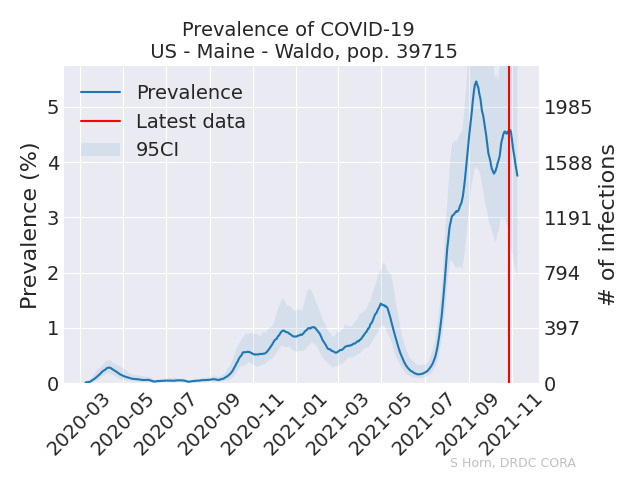 Prevalence of COVID-19
US - Maine - Waldo, pop. 39715
Prevalence
Latest data
95CI
Prevalence (%)
5
4
3
2
1
0
1985
1588
1191
794
397
0
# of infections
2020-03
2020-05
2020-07
2020-09
2020-11
2021-01
2021-03
2021-05
2021-07
2021-09
2021-11
S Horn, DRDC CORA